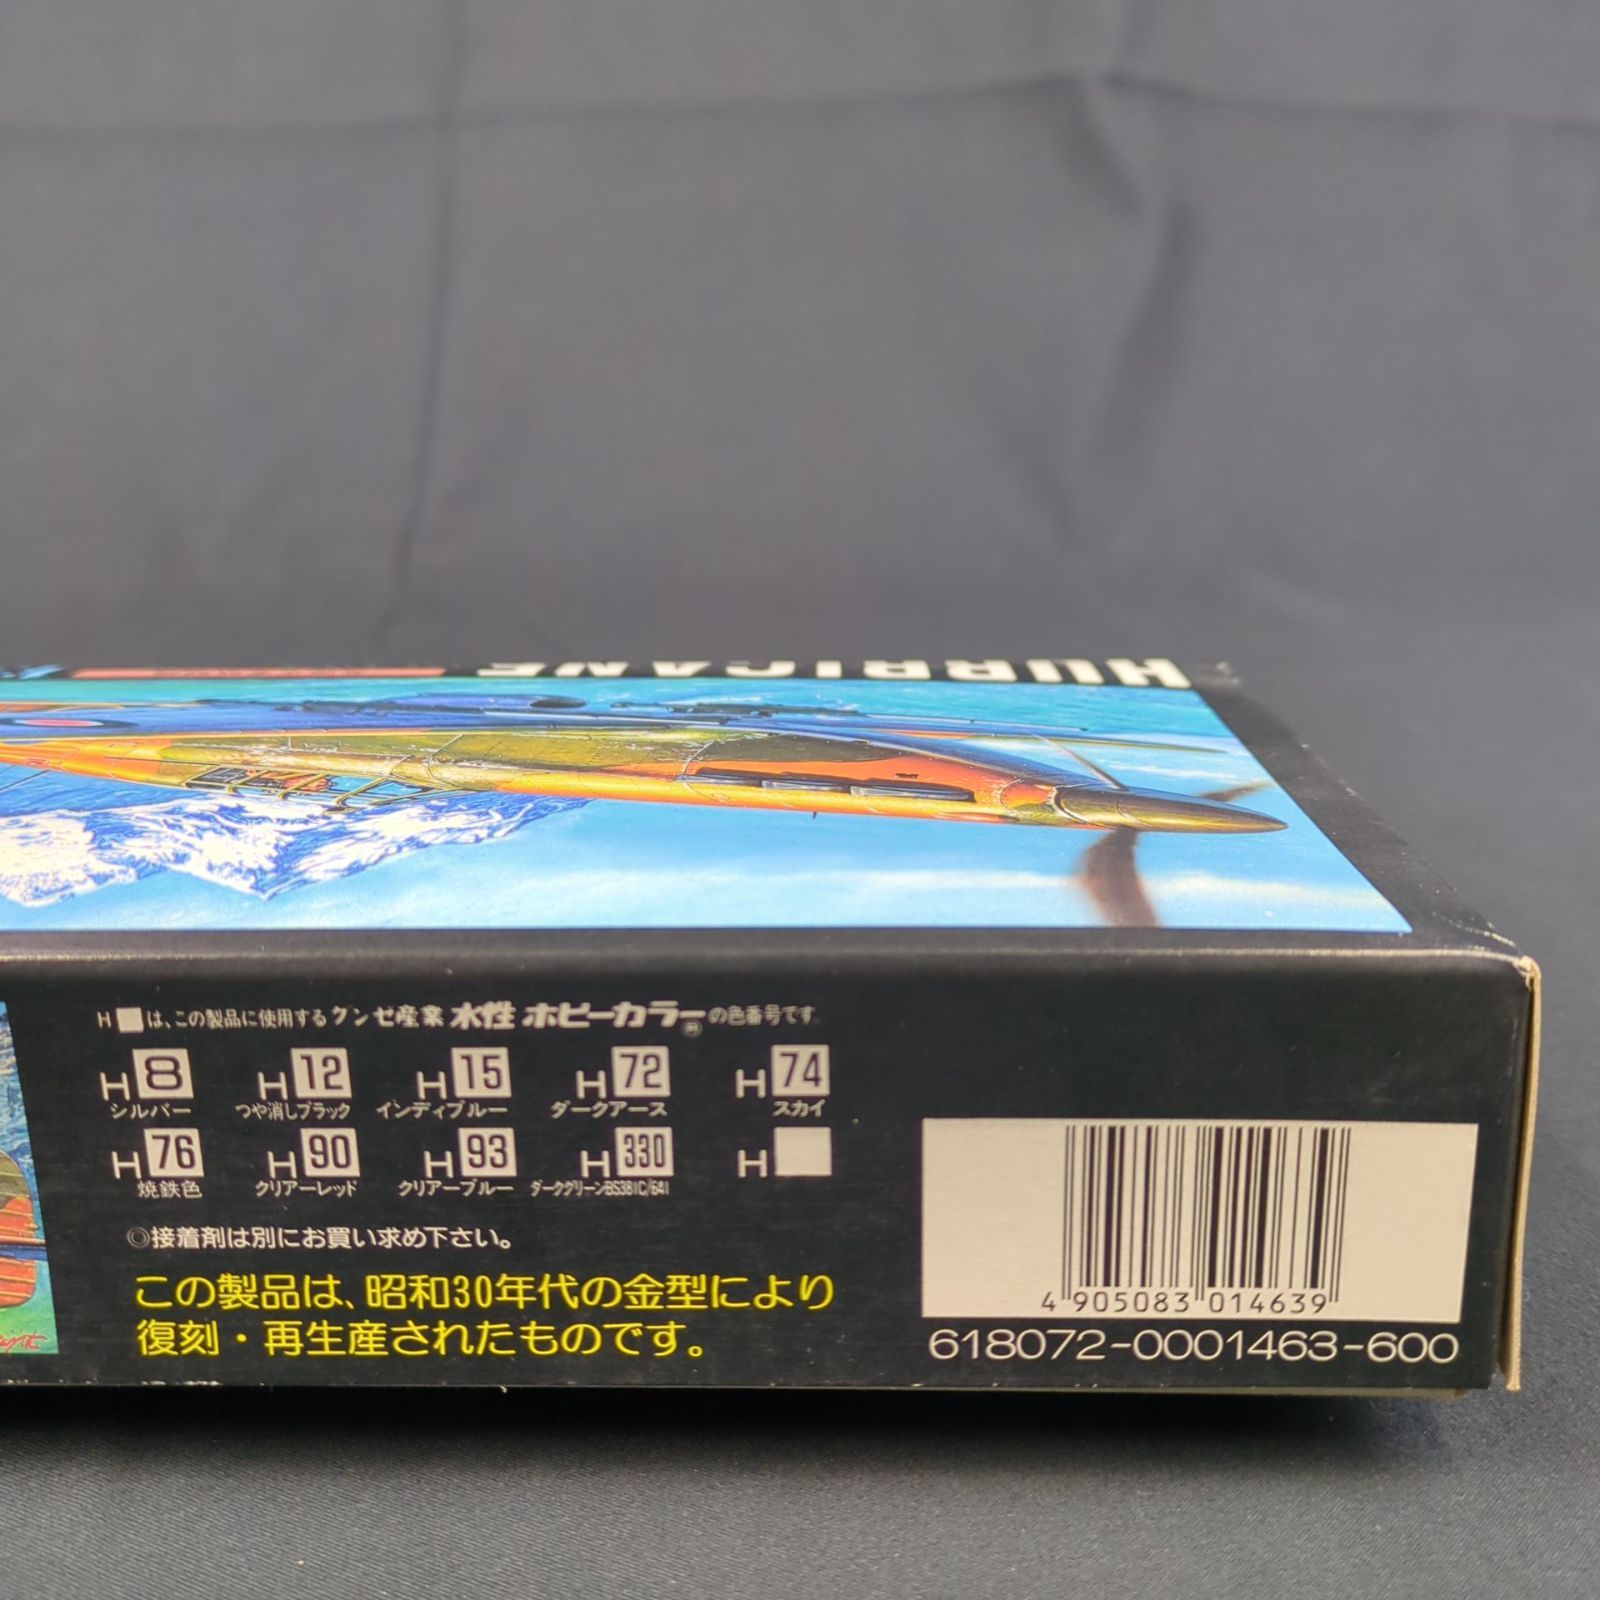 HURRICANE
H■は、この製品に使用するグンゼ産業 水性 ホビーカラー®の色番号です
H 8 H 12 H 15 H 72 H 74
シルバー つや消しブラック インディブルー ダークアース スカイ
H 76 H 90 H 93 H 330 H
焼鉄色 クリアーレッド クリアーブルー ダークグリーンBS381C/641
◎接着剤は別にお買い求め下さい。
この製品は、昭和30年代の金型により
復刻・再生産されたものです。
4 905083 014639
618072-0001463-600